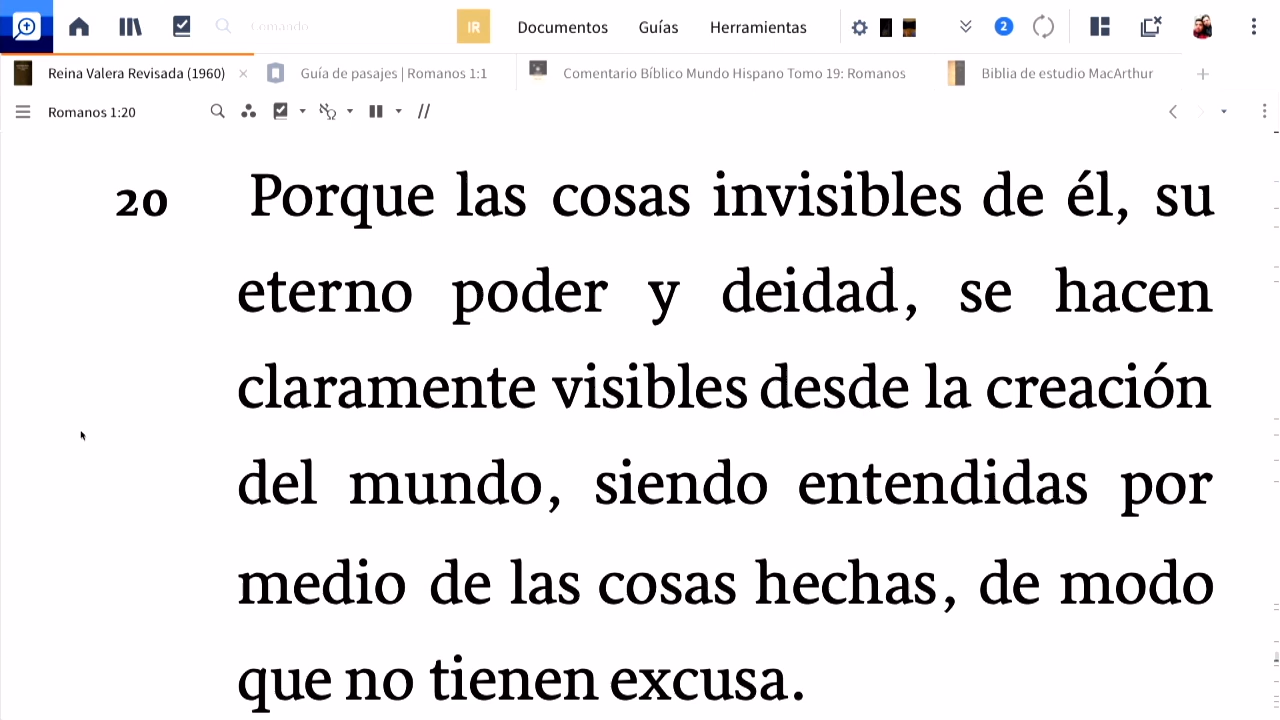 Comando
IR
Documentos
Guías
Herramientas
2
Reina Valera Revisada (1960)
Guía de pasajes | Romanos 1:1
Comentario Bíblico Mundo Hispano Tomo 19: Romanos
Biblia de estudio MacArthur
Romanos 1:20
20 Porque las cosas invisibles de él, su
eterno poder y deidad, se hacen
claramente visibles desde la creación
del mundo, siendo entendidas por
medio de las cosas hechas, de modo
que no tienen excusa.